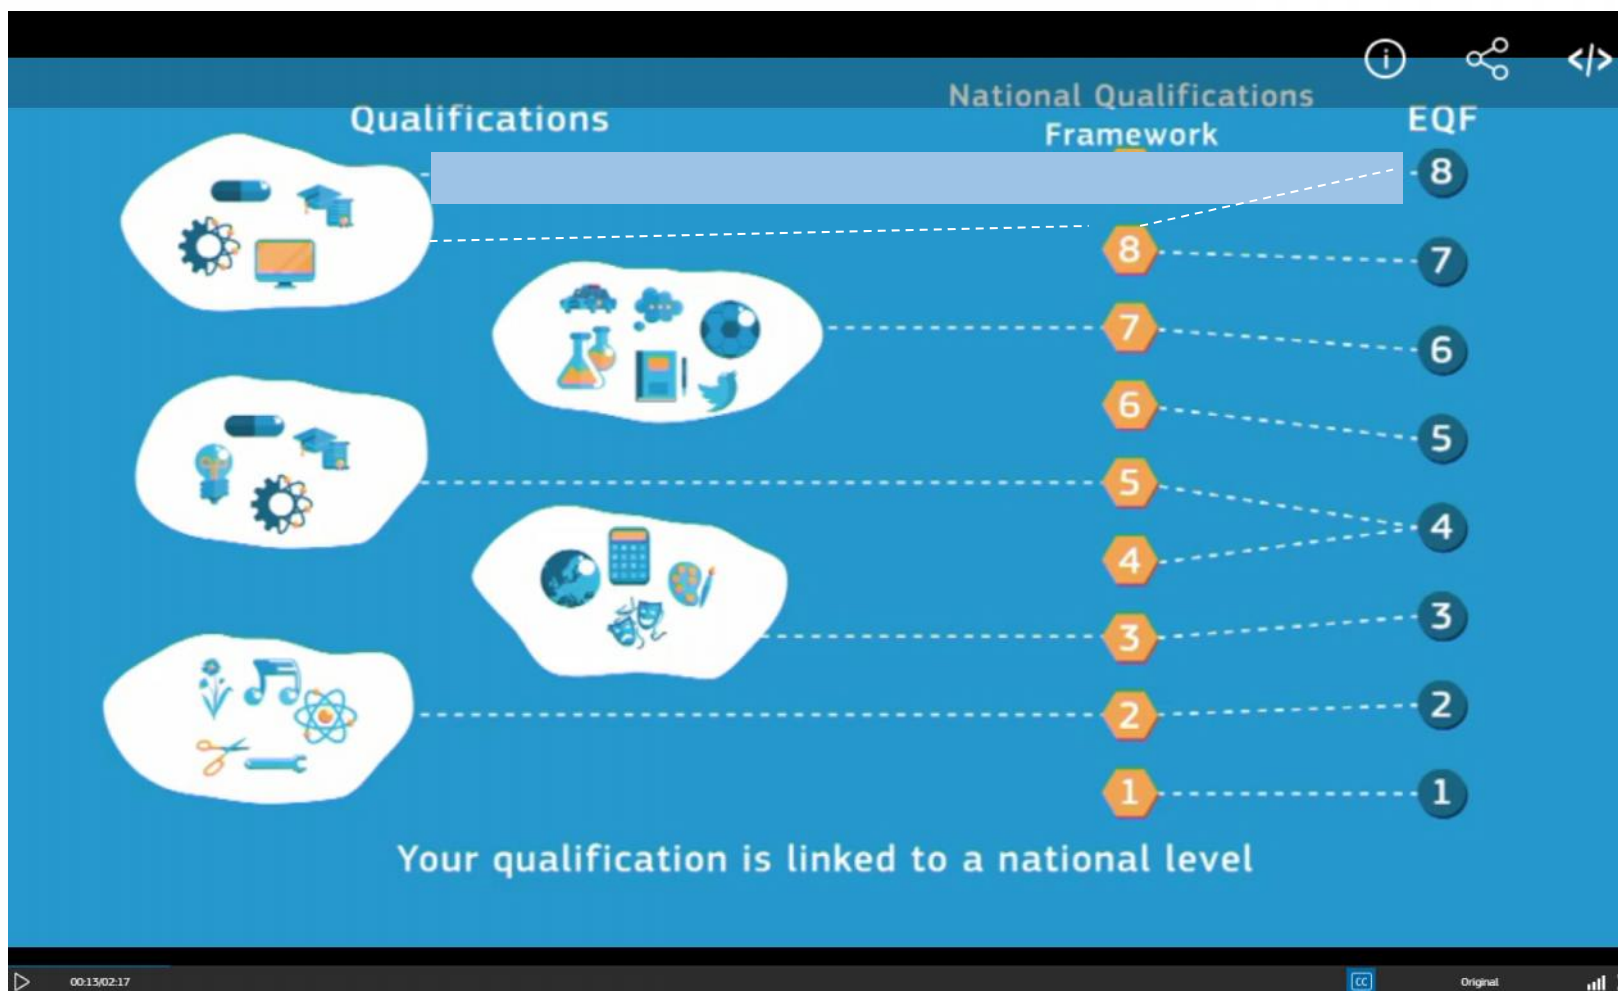 Qualifications
National Qualifications
Framework
EQF
8
8
7
7
6
6
5
5
4
4
3
3
2
2
1
1
Your qualification is linked to a national level
00:13/02:17
CC
Original